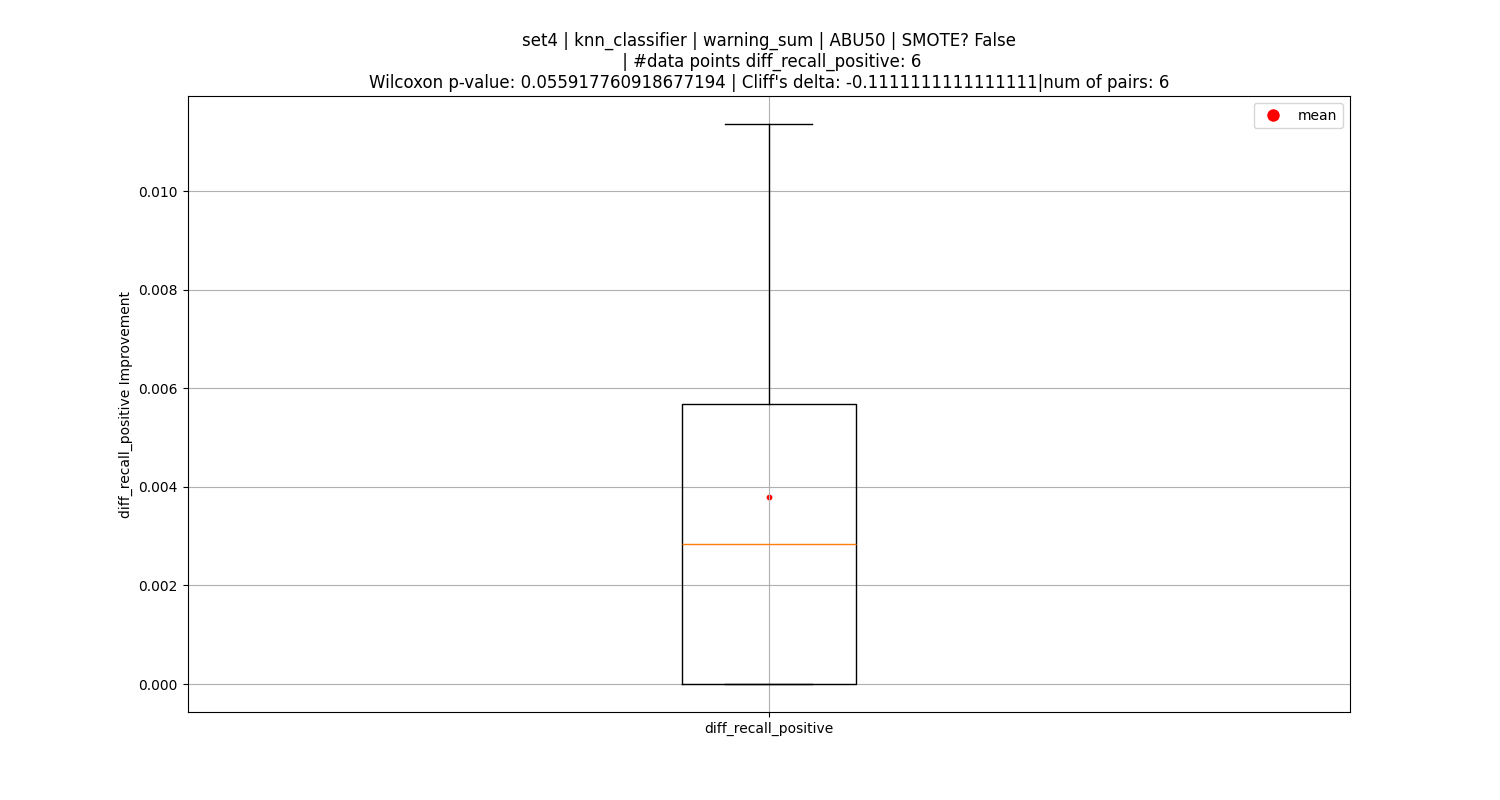 set4 | knn_classifier | warning_sum | ABU50 | SMOTE? False
| #data points diff_recall_positive: 6
Wilcoxon p-value: 0.055917760918677194 | Cliff's delta: -0.1111111111111111|num of pairs: 6
mean
0.010
0.008
0.006
0.004
0.002
0.000
diff_recall_positive Improvement
diff_recall_positive